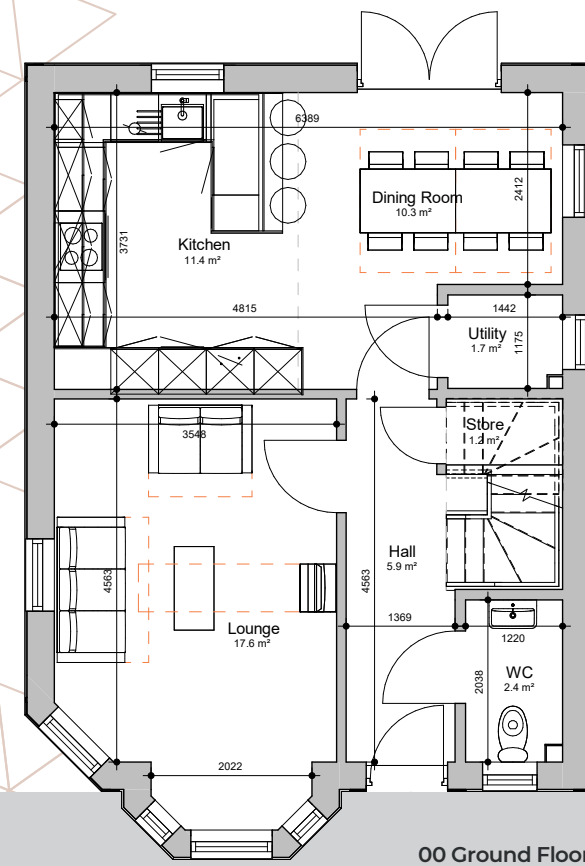 6389
Dining Room
10.3 m²
2412
3731
Kitchen
11.4 m²
4815
1442
Utility
1.7 m²
1175
Store
1.2 m²
3548
4563
Hall
5.9 m²
4563
Lounge
17.6 m²
1369
1220
WC
2.4 m²
2038
2022
00 Ground Floor